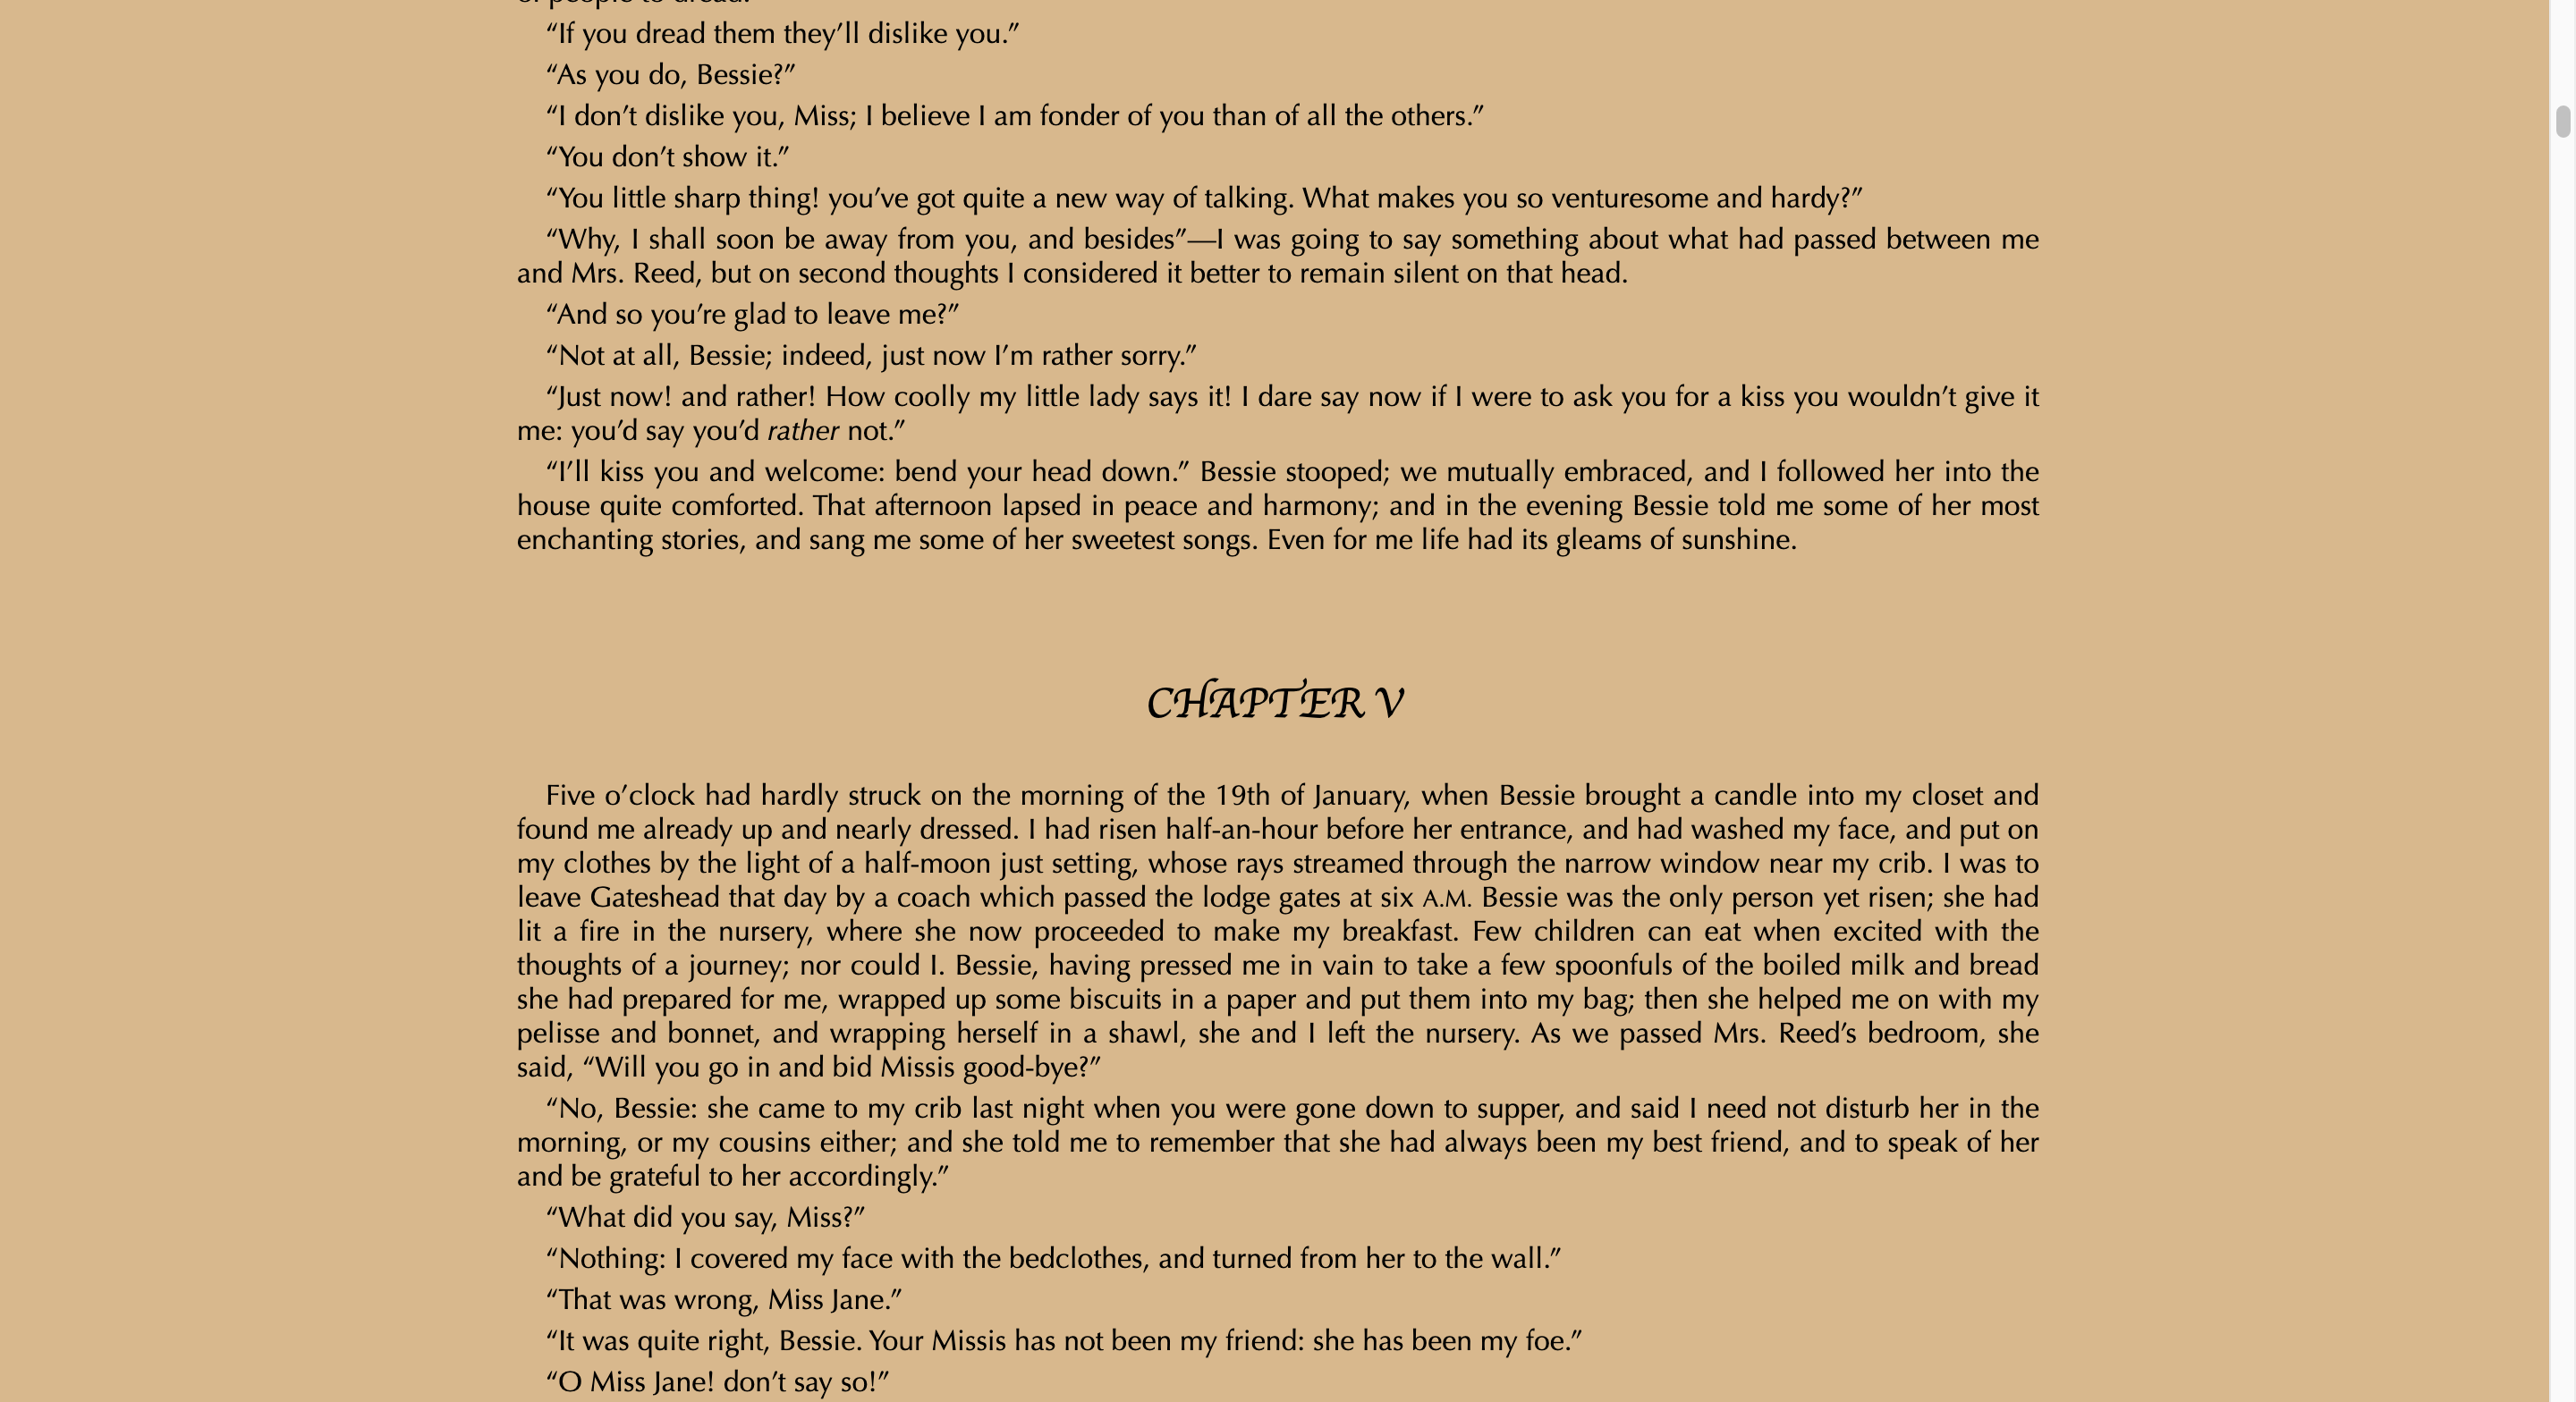 “If you dread them they’ll dislike you.”
“As you do, Bessie?”
“I don’t dislike you, Miss; I believe I am fonder of you than of all the others.”
“You don’t show it.”
“You little sharp thing! you’ve got quite a new way of talking. What makes you so venturesome and hardy?”
“Why, I shall soon be away from you, and besides”—I was going to say something about what had passed between me
and Mrs. Reed, but on second thoughts I considered it better to remain silent on that head.
“And so you’re glad to leave me?”
“Not at all, Bessie; indeed, just now I’m rather sorry.”
“Just now! and rather! How coolly my little lady says it! I dare say now if I were to ask you for a kiss you wouldn’t give it
me: you’d say you’d rather not.”
“I’ll kiss you and welcome: bend your head down.” Bessie stooped; we mutually embraced, and I followed her into the
house quite comforted. That afternoon lapsed in peace and harmony; and in the evening Bessie told me some of her most
enchanting stories, and sang me some of her sweetest songs. Even for me life had its gleams of sunshine.
CHAPTER V
Five o’clock had hardly struck on the morning of the 19th of January, when Bessie brought a candle into my closet and
found me already up and nearly dressed. I had risen half-an-hour before her entrance, and had washed my face, and put on
my clothes by the light of a half-moon just setting, whose rays streamed through the narrow window near my crib. I was to
leave Gateshead that day by a coach which passed the lodge gates at six A.M. Bessie was the only person yet risen; she had
lit a fire in the nursery, where she now proceeded to make my breakfast. Few children can eat when excited with the
thoughts of a journey; nor could I. Bessie, having pressed me in vain to take a few spoonfuls of the boiled milk and bread
she had prepared for me, wrapped up some biscuits in a paper and put them into my bag; then she helped me on with my
pelisse and bonnet, and wrapping herself in a shawl, she and I left the nursery. As we passed Mrs. Reed’s bedroom, she
said, “Will you go in and bid Missis good-bye?”
“No, Bessie: she came to my crib last night when you were gone down to supper, and said I need not disturb her in the
morning, or my cousins either; and she told me to remember that she had always been my best friend, and to speak of her
and be grateful to her accordingly.”
“What did you say, Miss?”
“Nothing: I covered my face with the bedclothes, and turned from her to the wall.”
“That was wrong, Miss Jane.”
“It was quite right, Bessie. Your Missis has not been my friend: she has been my foe.”
“O Miss Jane! don’t say so!”